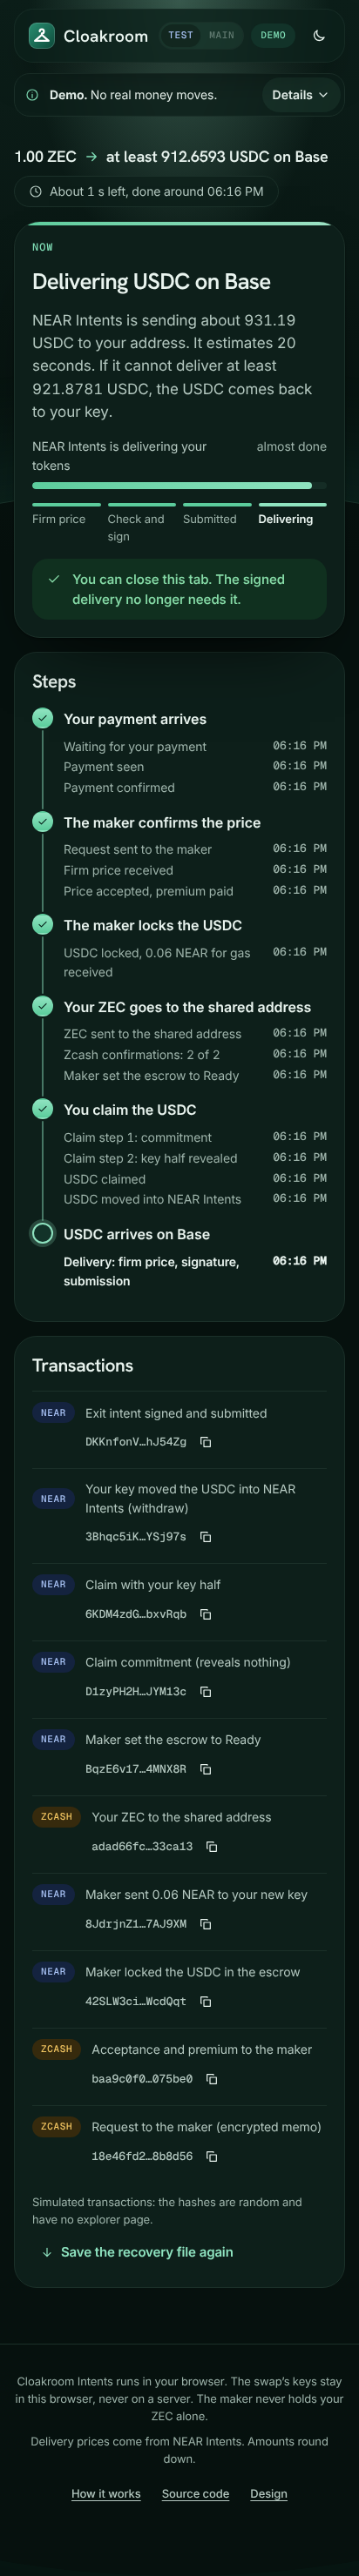 Cloakroom TEST MAIN DEMO
Demo. No real money moves. Details
1.00 ZEC → at least 912.6593 USDC on Base
About 1 s left, done around 06:16 PM
NOW
Delivering USDC on Base
NEAR Intents is sending about 931.19
USDC to your address. It estimates 20
seconds. If it cannot deliver at least
921.8781 USDC, the USDC comes back
to your key.
NEAR Intents is delivering your
tokens
almost done
Firm price
Check and
sign
Submitted
Delivering
You can close this tab. The signed
delivery no longer needs it.
Steps
Your payment arrives
Waiting for your payment 06:16 PM
Payment seen 06:16 PM
Payment confirmed 06:16 PM
The maker confirms the price
Request sent to the maker 06:16 PM
Firm price received 06:16 PM
Price accepted, premium paid 06:16 PM
The maker locks the USDC
USDC locked, 0.06 NEAR for gas 06:16 PM
received
Your ZEC goes to the shared address
ZEC sent to the shared address 06:16 PM
Zcash confirmations: 2 of 2 06:16 PM
Maker set the escrow to Ready 06:16 PM
You claim the USDC
Claim step 1: commitment 06:16 PM
Claim step 2: key half revealed 06:16 PM
USDC claimed 06:16 PM
USDC moved into NEAR Intents 06:16 PM
USDC arrives on Base
Delivery: firm price, signature, 06:16 PM
submission
Transactions
NEAR Exit intent signed and submitted
DKKnfonV…hJ54Zg
NEAR Your key moved the USDC into NEAR
Intents (withdraw)
3Bhqc5iK…YSj97s
NEAR Claim with your key half
6KDM4zdG…bxvRqb
NEAR Claim commitment (reveals nothing)
D1zyPH2H…JYM13c
NEAR Maker set the escrow to Ready
BqzE6v17…4MNX8R
ZCASH Your ZEC to the shared address
adad66fc…33ca13
NEAR Maker sent 0.06 NEAR to your new key
8JdrjnZ1…7AJ9XM
NEAR Maker locked the USDC in the escrow
42SLW3ci…WcdQqt
ZCASH Acceptance and premium to the maker
baa9c0f0…075be0
ZCASH Request to the maker (encrypted memo)
18e46fd2…8b8d56
Simulated transactions: the hashes are random and
have no explorer page.
↓ Save the recovery file again
Cloakroom Intents runs in your browser. The swap's keys stay
in this browser, never on a server. The maker never holds your
ZEC alone.
Delivery prices come from NEAR Intents. Amounts round
down.
How it works Source code Design